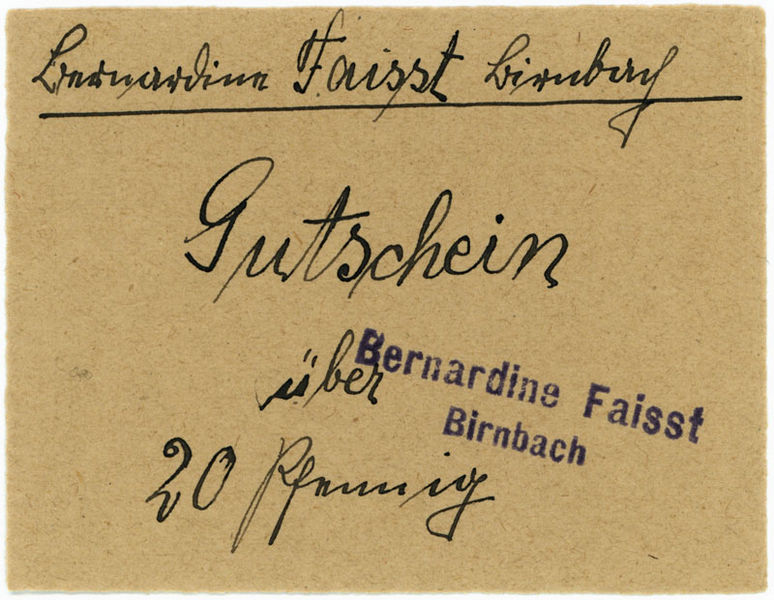 Bernardine Faisst Birnbach
Gutschein
über
Bernardine Faisst
Birnbach
20 Pfennig